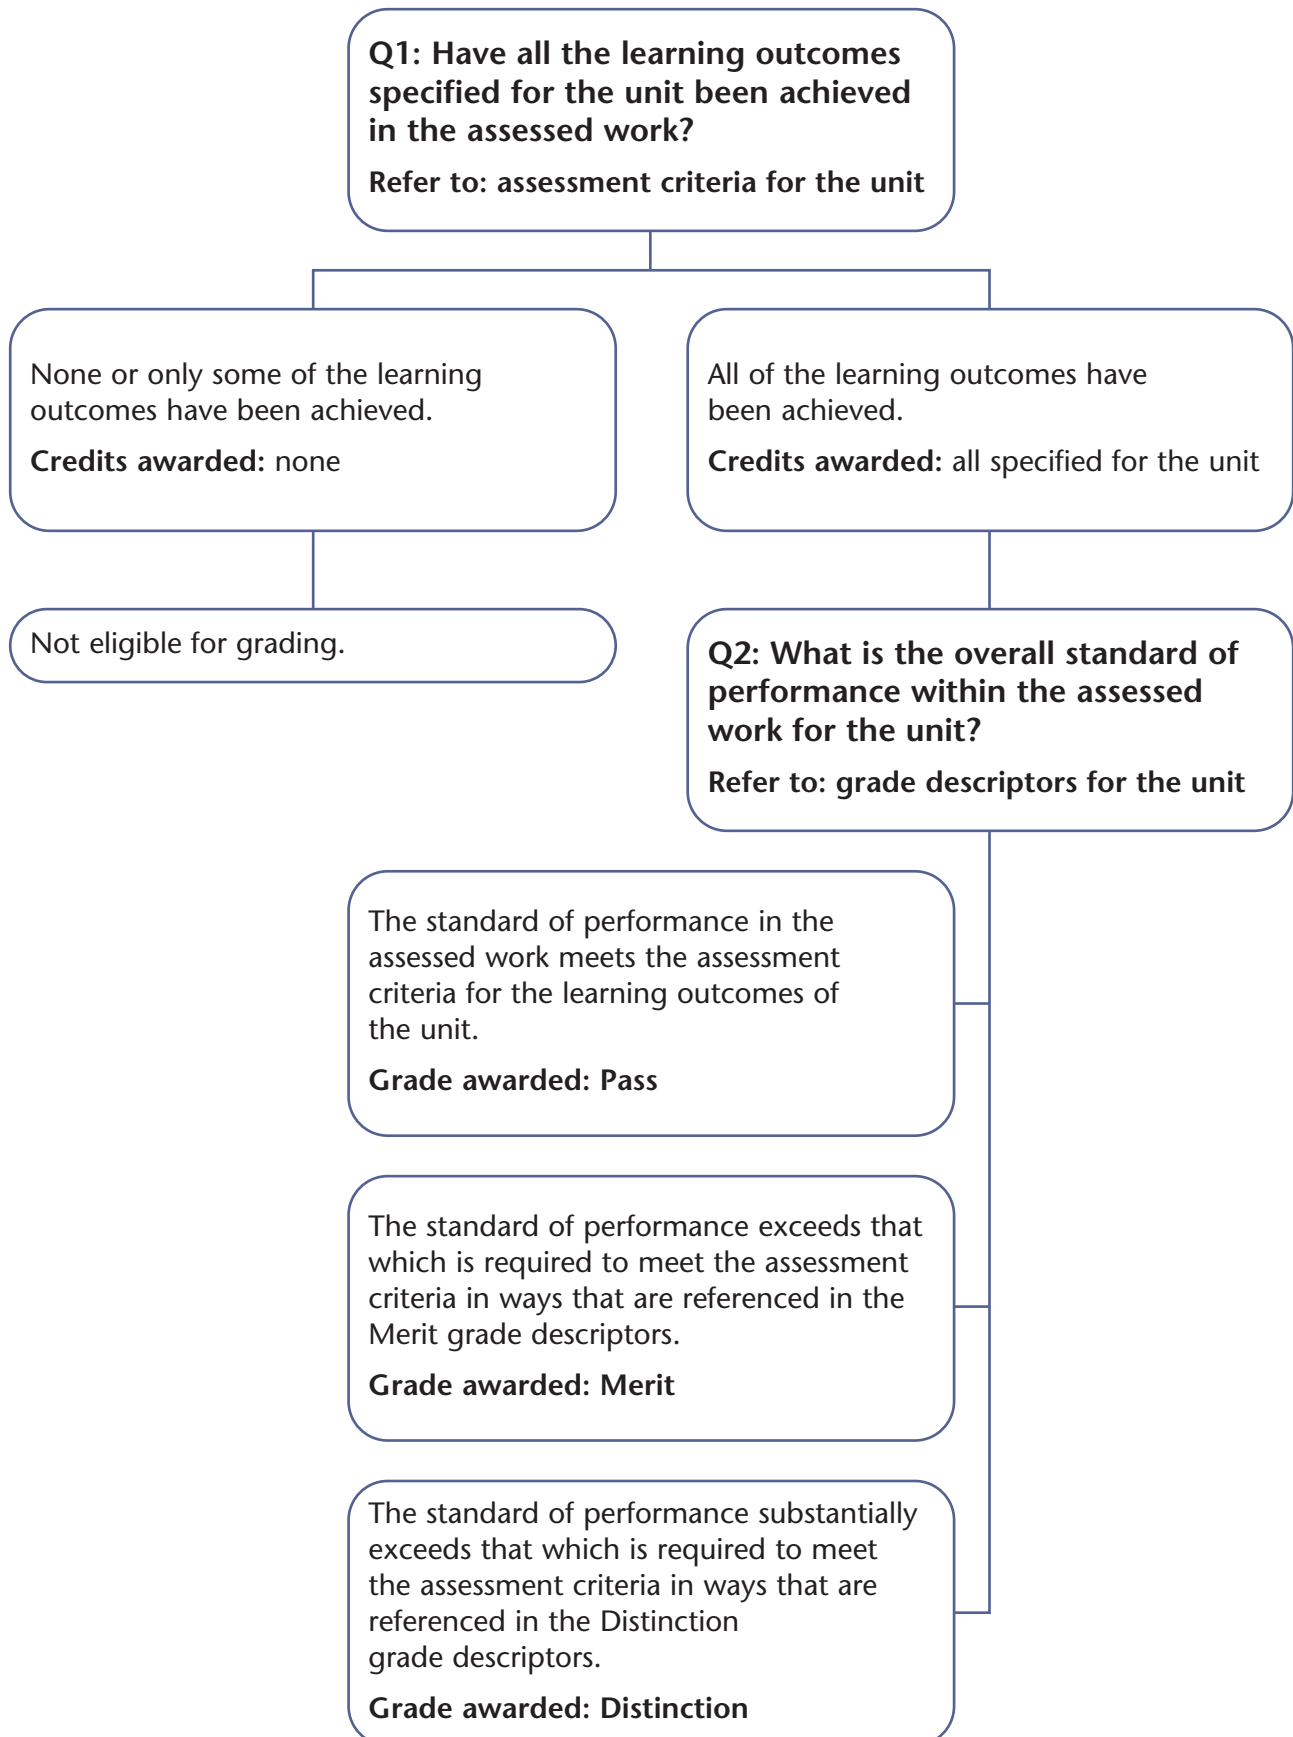 Q1: Have all the learning outcomes
specified for the unit been achieved
in the assessed work?
Refer to: assessment criteria for the unit
None or only some of the learning
outcomes have been achieved.
Credits awarded: none
All of the learning outcomes have
been achieved.
Credits awarded: all specified for the unit
Not eligible for grading.
Q2: What is the overall standard of
performance within the assessed
work for the unit?
Refer to: grade descriptors for the unit
The standard of performance in the
assessed work meets the assessment
criteria for the learning outcomes of
the unit.
Grade awarded: Pass
The standard of performance exceeds that
which is required to meet the assessment
criteria in ways that are referenced in the
Merit grade descriptors.
Grade awarded: Merit
The standard of performance substantially
exceeds that which is required to meet
the assessment criteria in ways that are
referenced in the Distinction
grade descriptors.
Grade awarded: Distinction